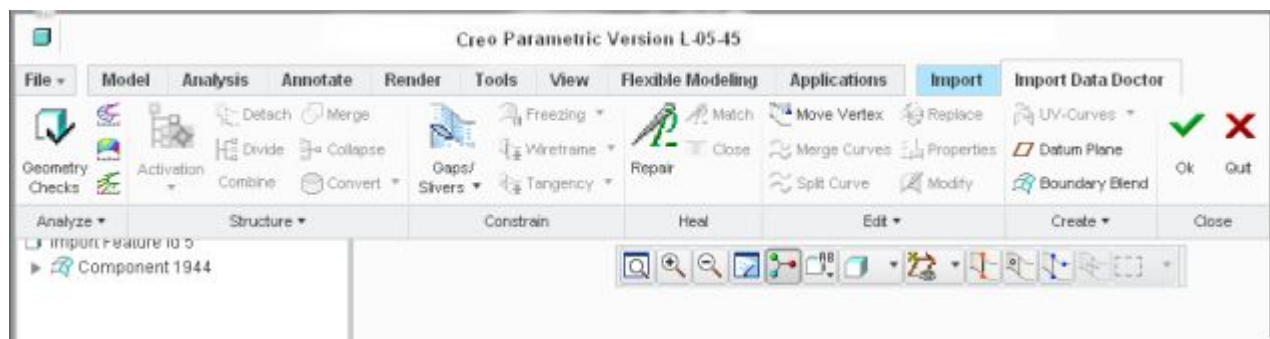 Creo Parametric Version L-05-45
File Model Analysis Annotate Render Tools View Flexible Modeling Applications Import Import Data Doctor
Detach Merge Freezing Match Move Vertex Replace UV-Curves
Divide Collapse Wireframe Close Merge Curves Properties Datum Plane
Geometry Checks Activation Combine Convert Gaps/ Slivers Tangency Repair Split Curve Modify Boundary Blend Ok Quit
Analyze Structure Constrain Heal Edit Create Close
Import Feature id 5
Component 1944